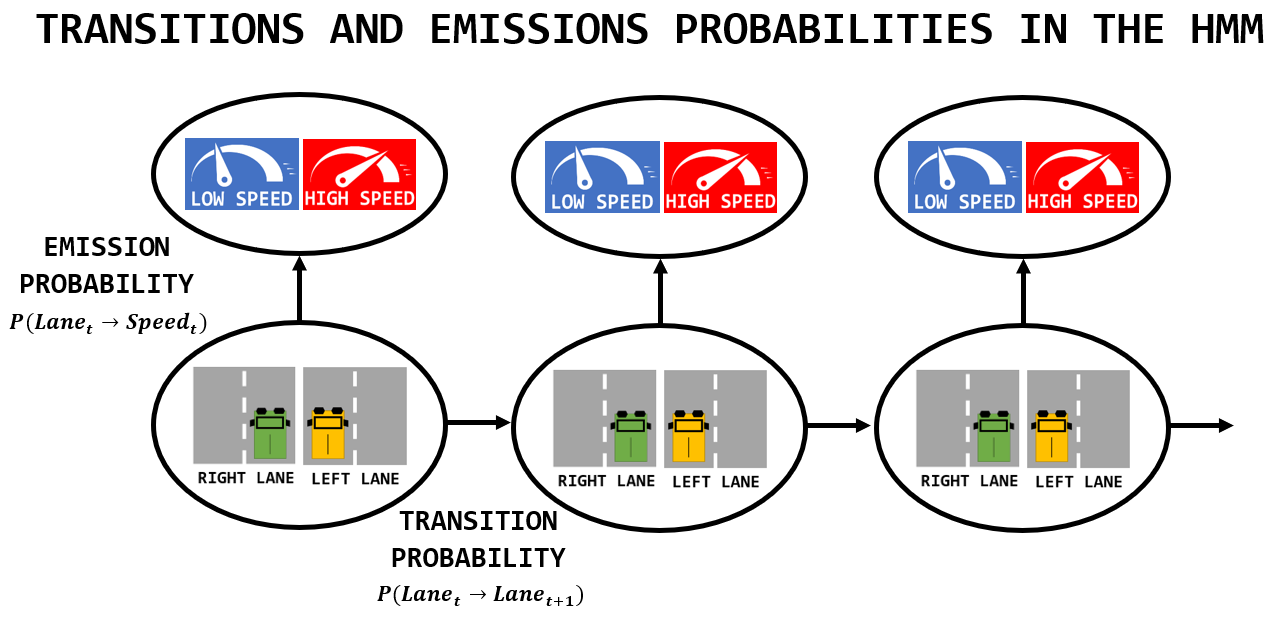 TRANSITIONS AND EMISSIONS PROBABILITIES IN THE HMM
LOW SPEED HIGH SPEED
LOW SPEED HIGH SPEED
LOW SPEED HIGH SPEED
EMISSION
PROBABILITY
P(Lane_t → Speed_t)
RIGHT LANE LEFT LANE
RIGHT LANE LEFT LANE
RIGHT LANE LEFT LANE
TRANSITION
PROBABILITY
P(Lane_t → Lane_{t+1})